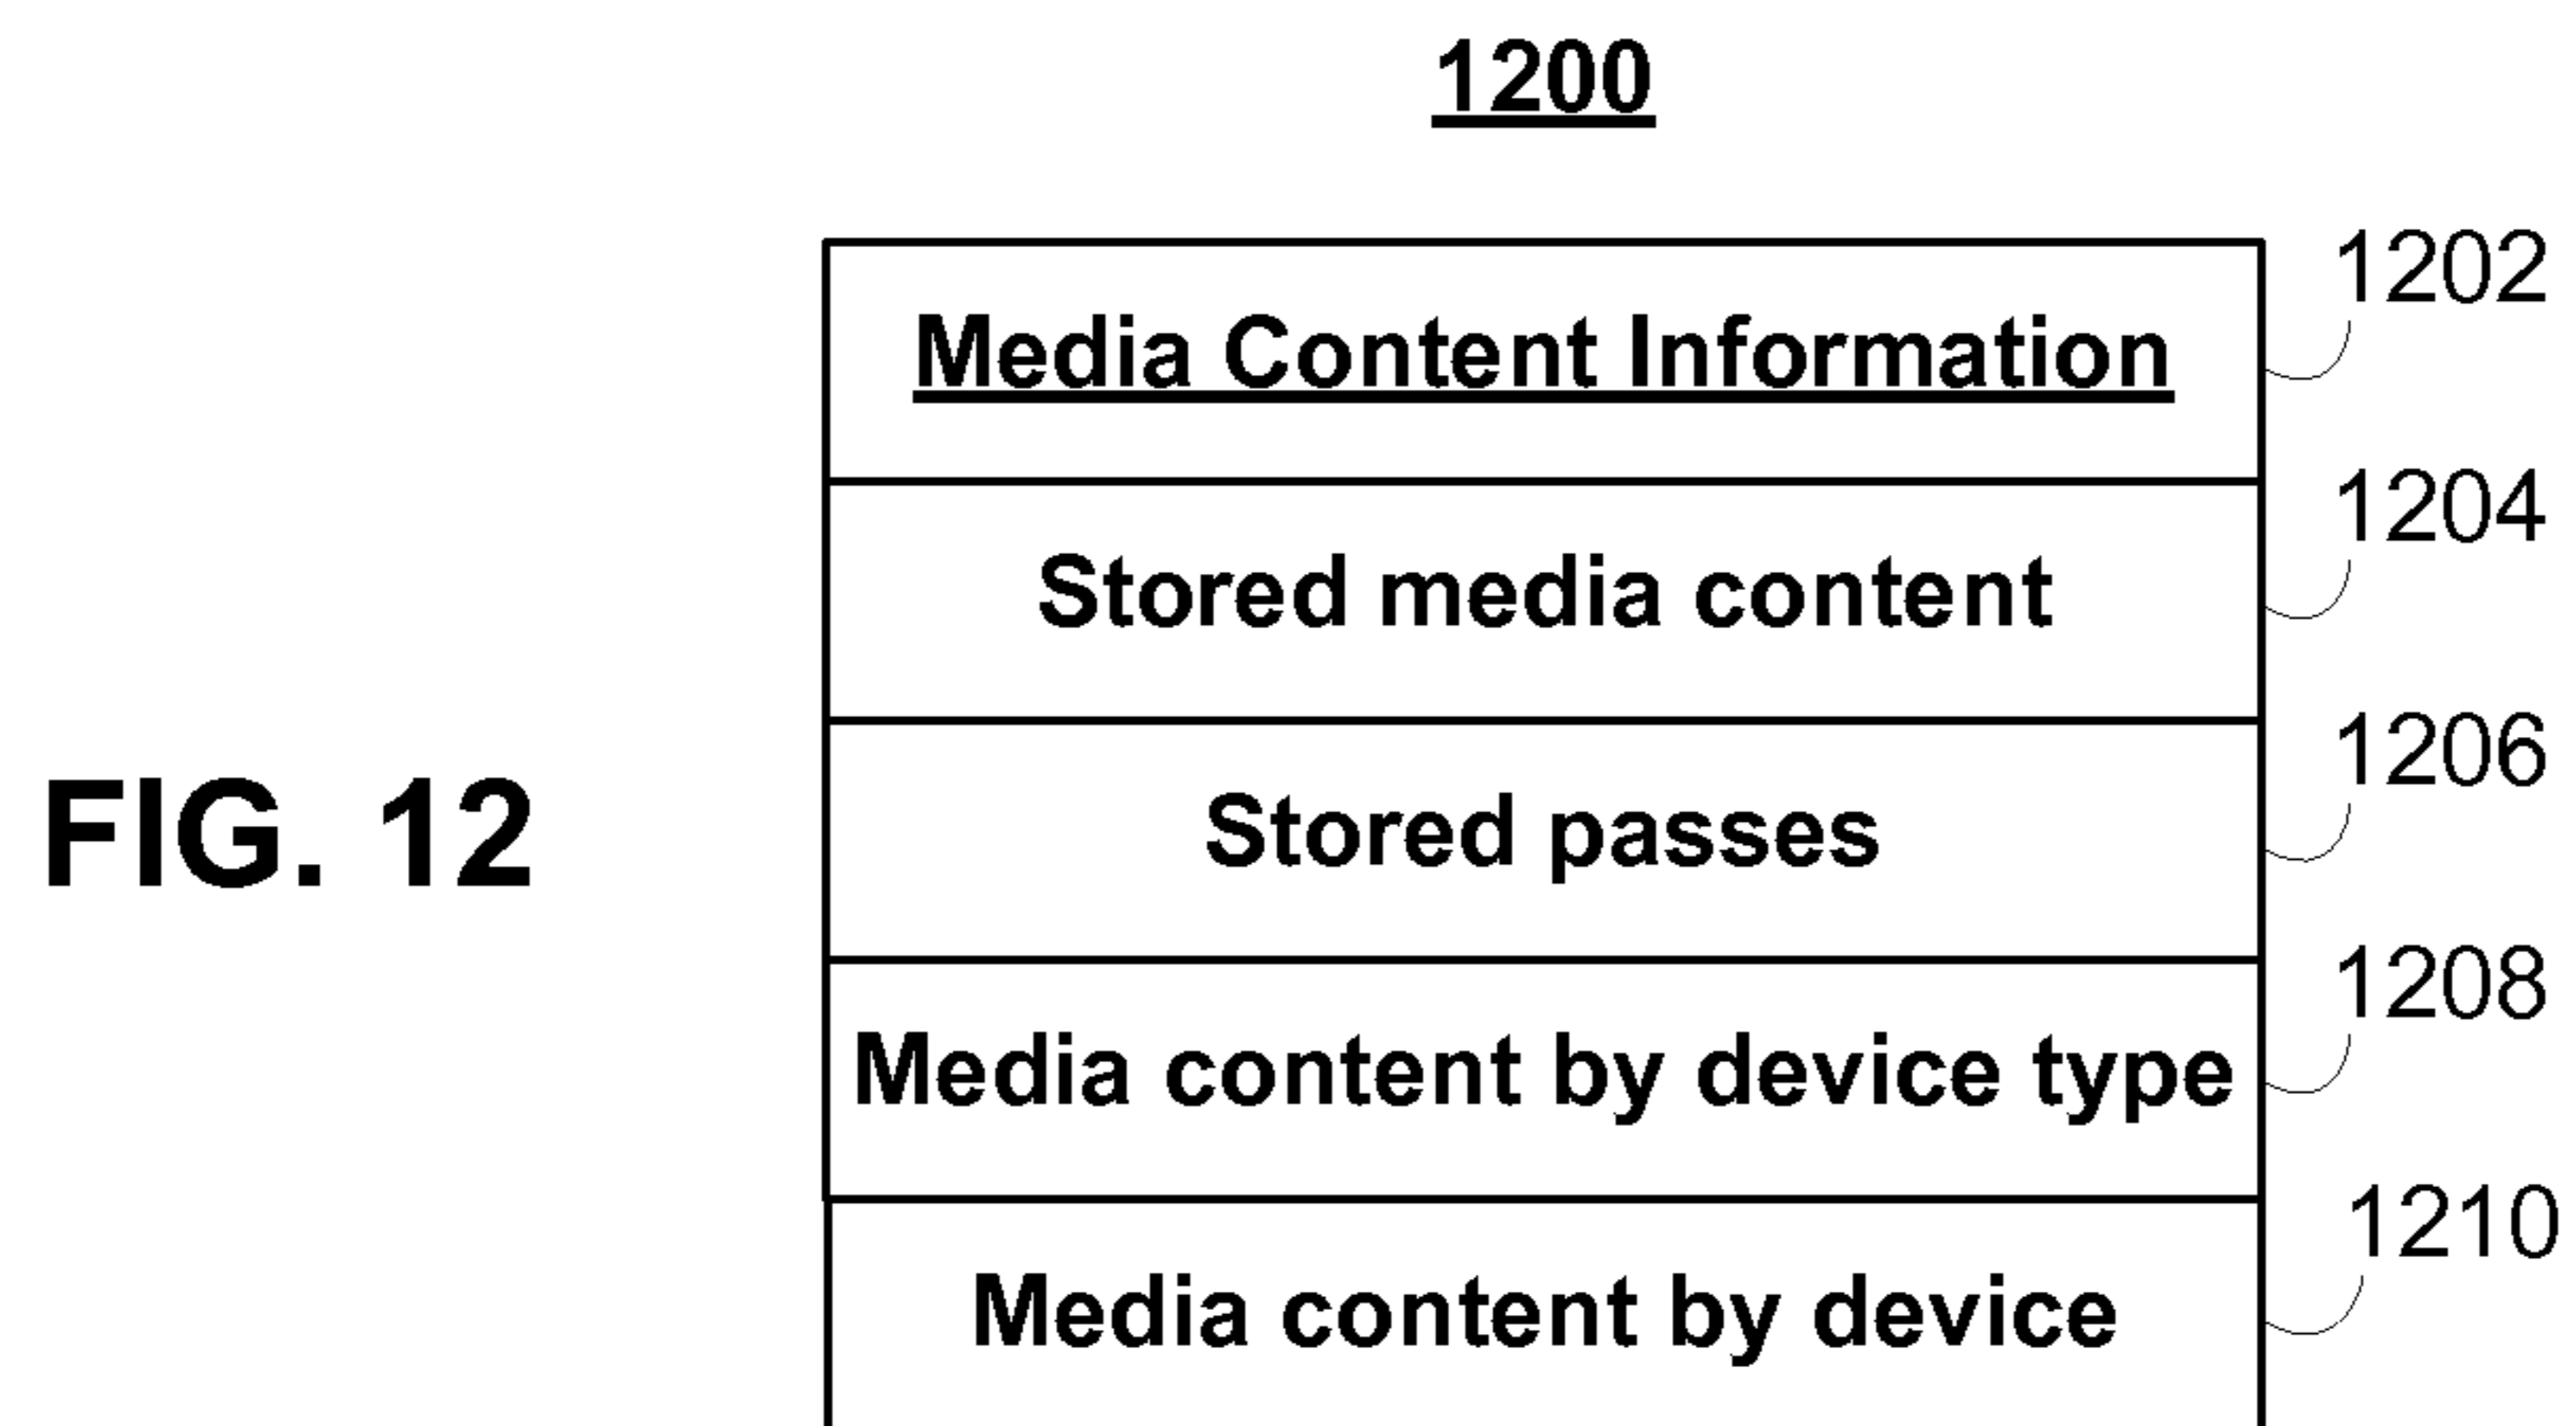 1200
Media Content Information 1202
Stored media content 1204
Stored passes 1206
FIG. 12
Media content by device type 1208
Media content by device 1210